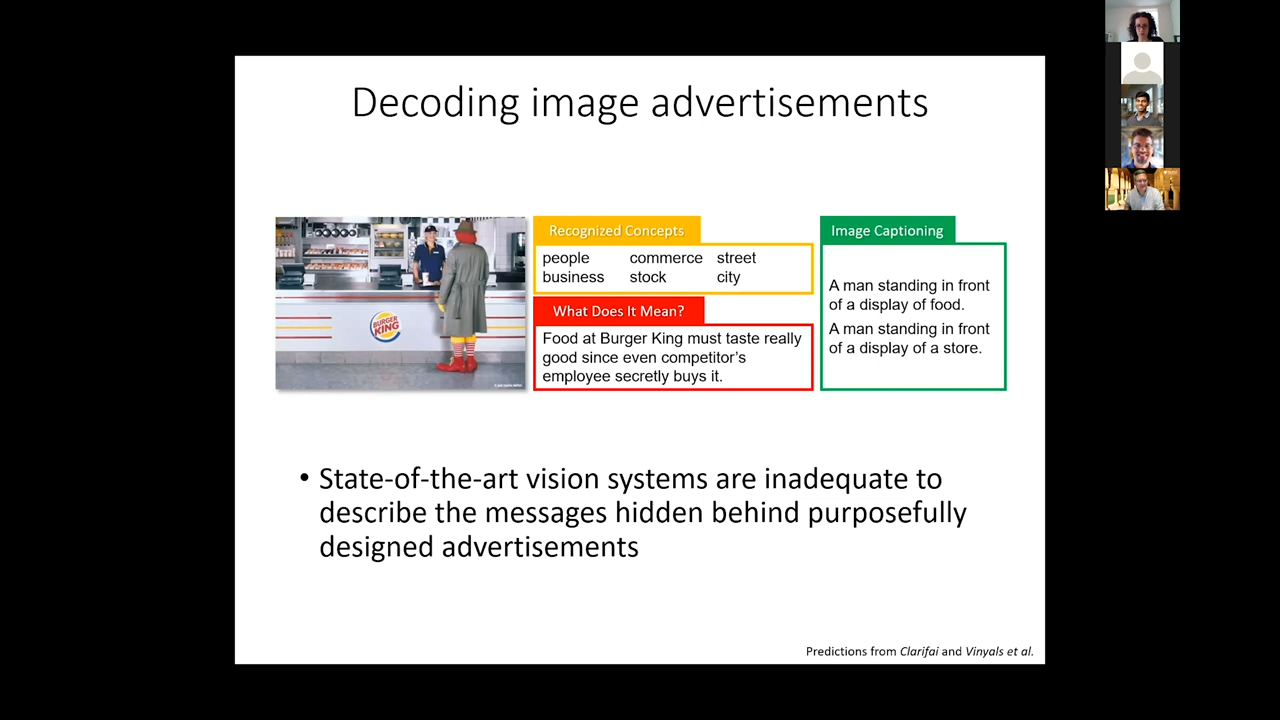 Decoding image advertisements
Recognized Concepts
people commerce street
business stock city
What Does It Mean?
Food at Burger King must taste really
good since even competitor's
employee secretly buys it.
Image Captioning
A man standing in front
of a display of food.
A man standing in front
of a display of a store.
BURGER
KING
• State-of-the-art vision systems are inadequate to
describe the messages hidden behind purposefully
designed advertisements
Predictions from Clarifai and Vinyals et al.